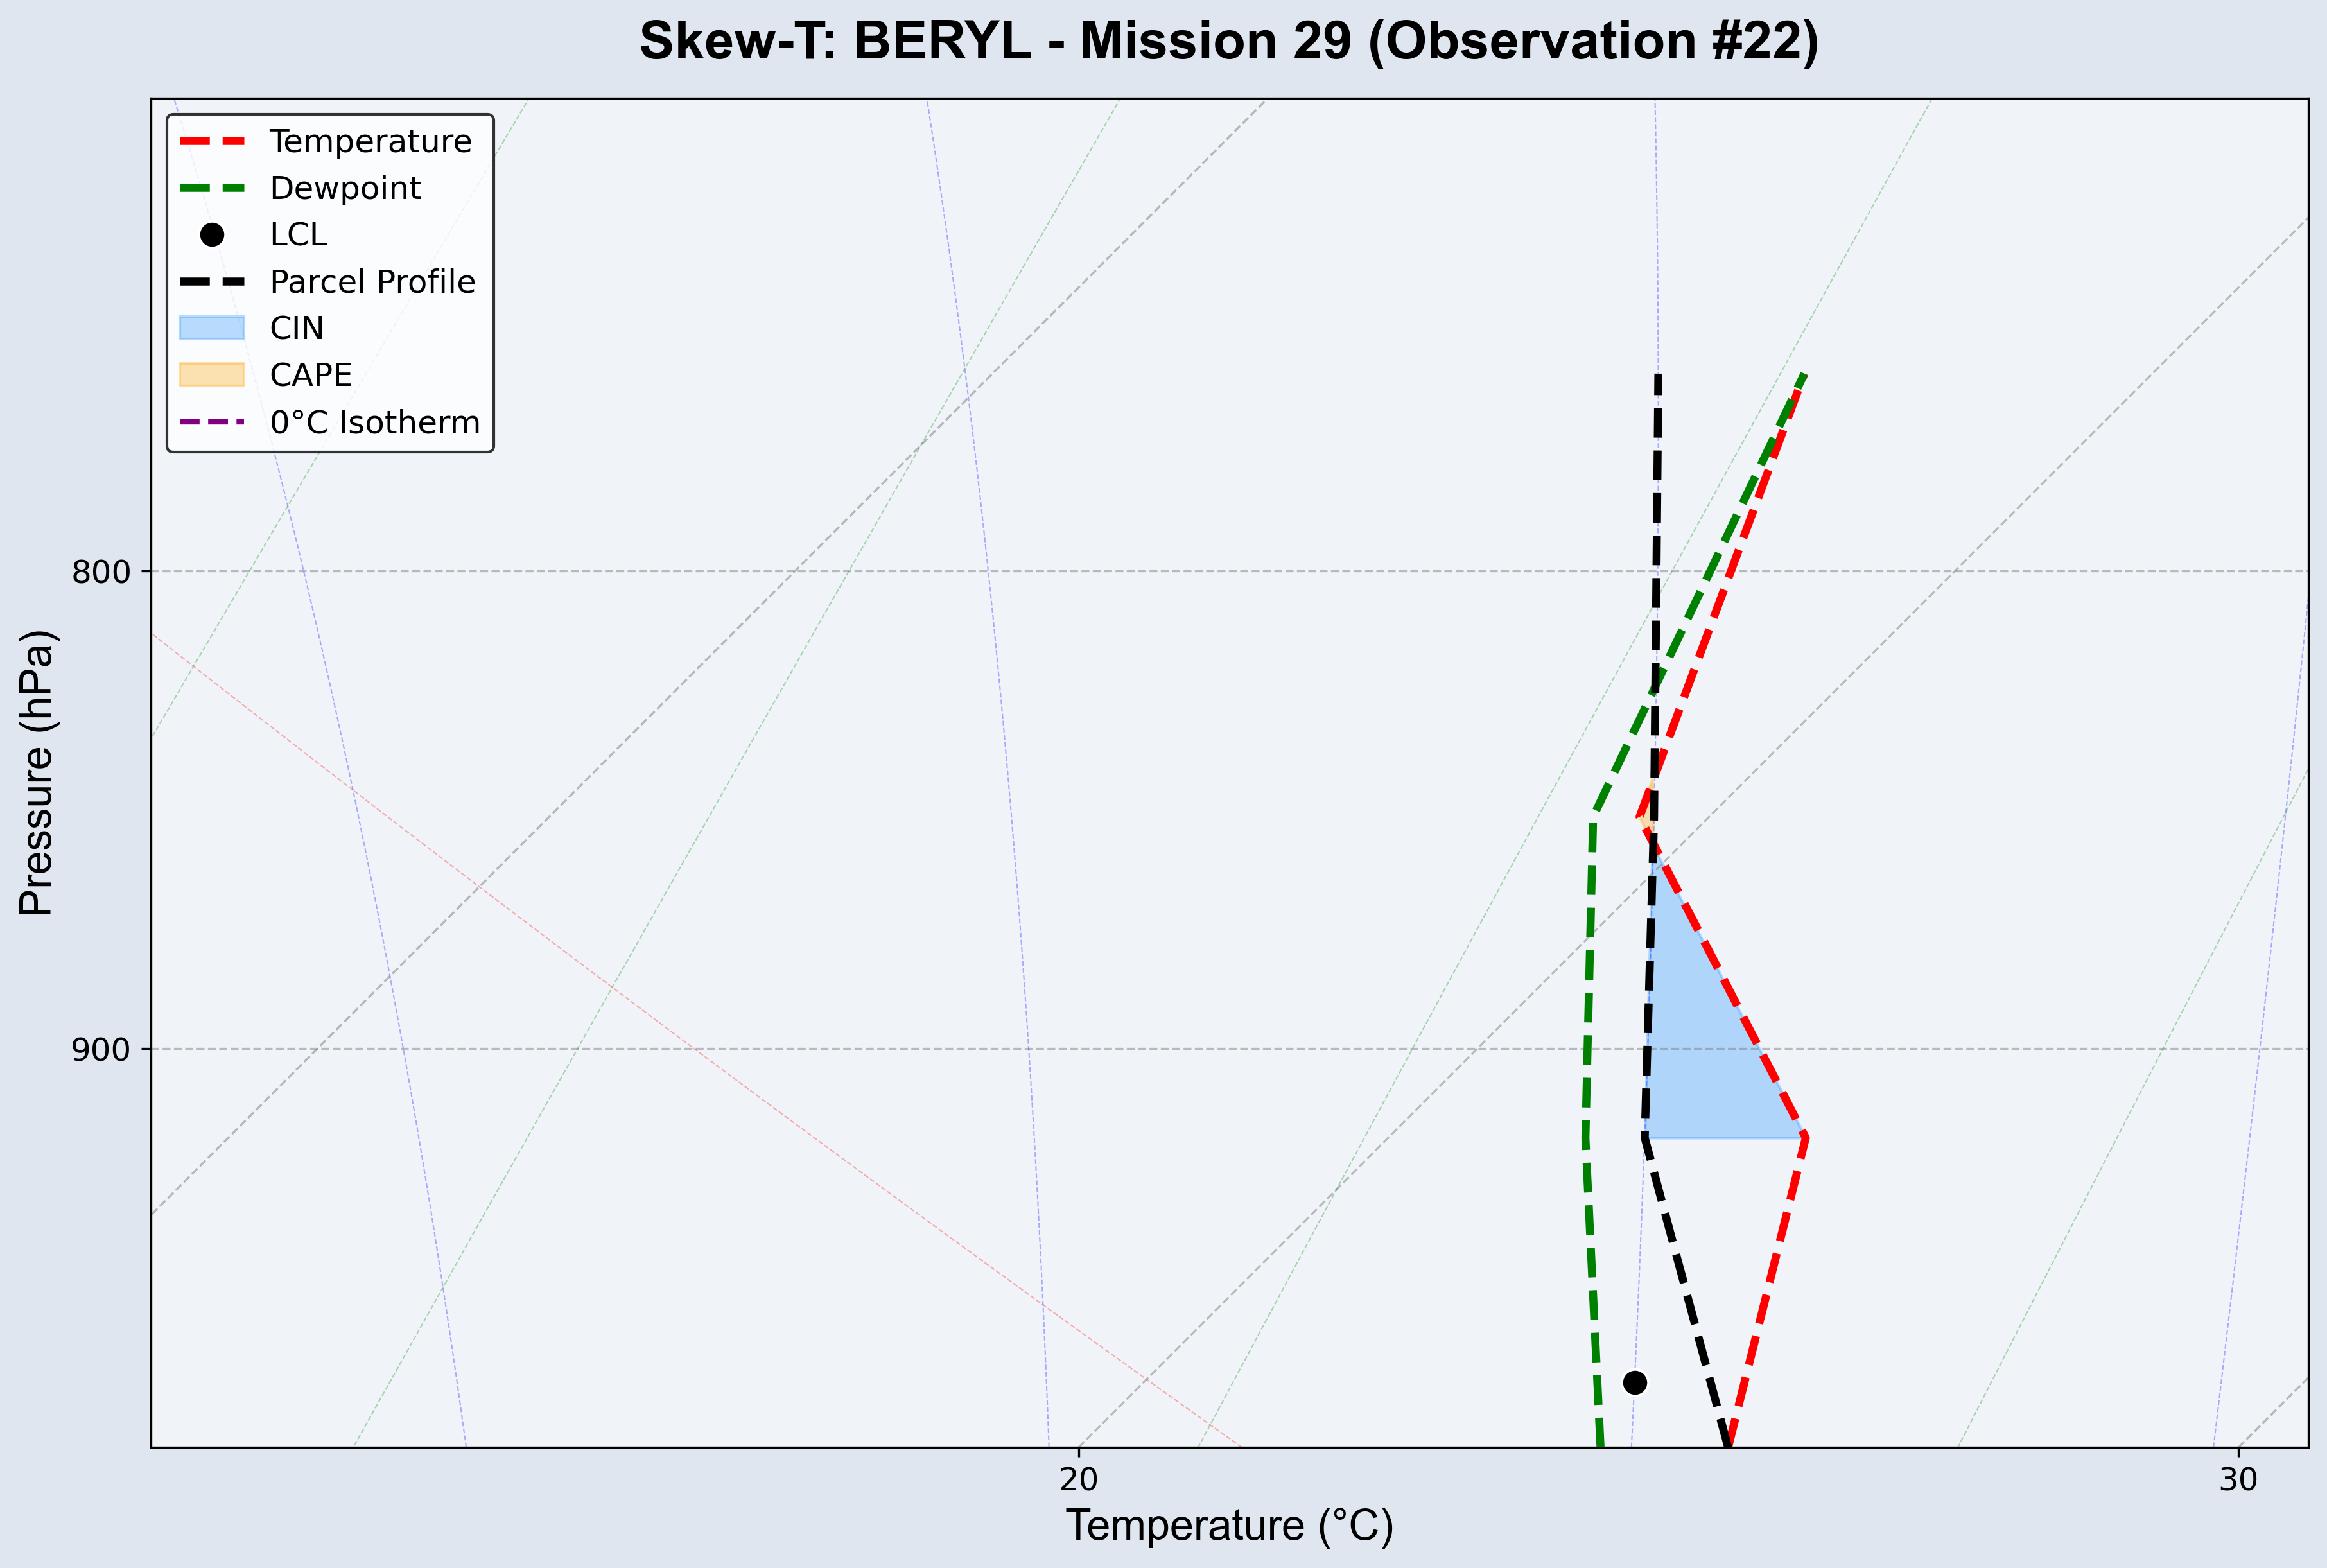 Skew-T: BERYL - Mission 29 (Observation #22)
Temperature
Dewpoint
LCL
Parcel Profile
CIN
CAPE
0°C Isotherm
Pressure (hPa)
800
900
20
30
Temperature (°C)